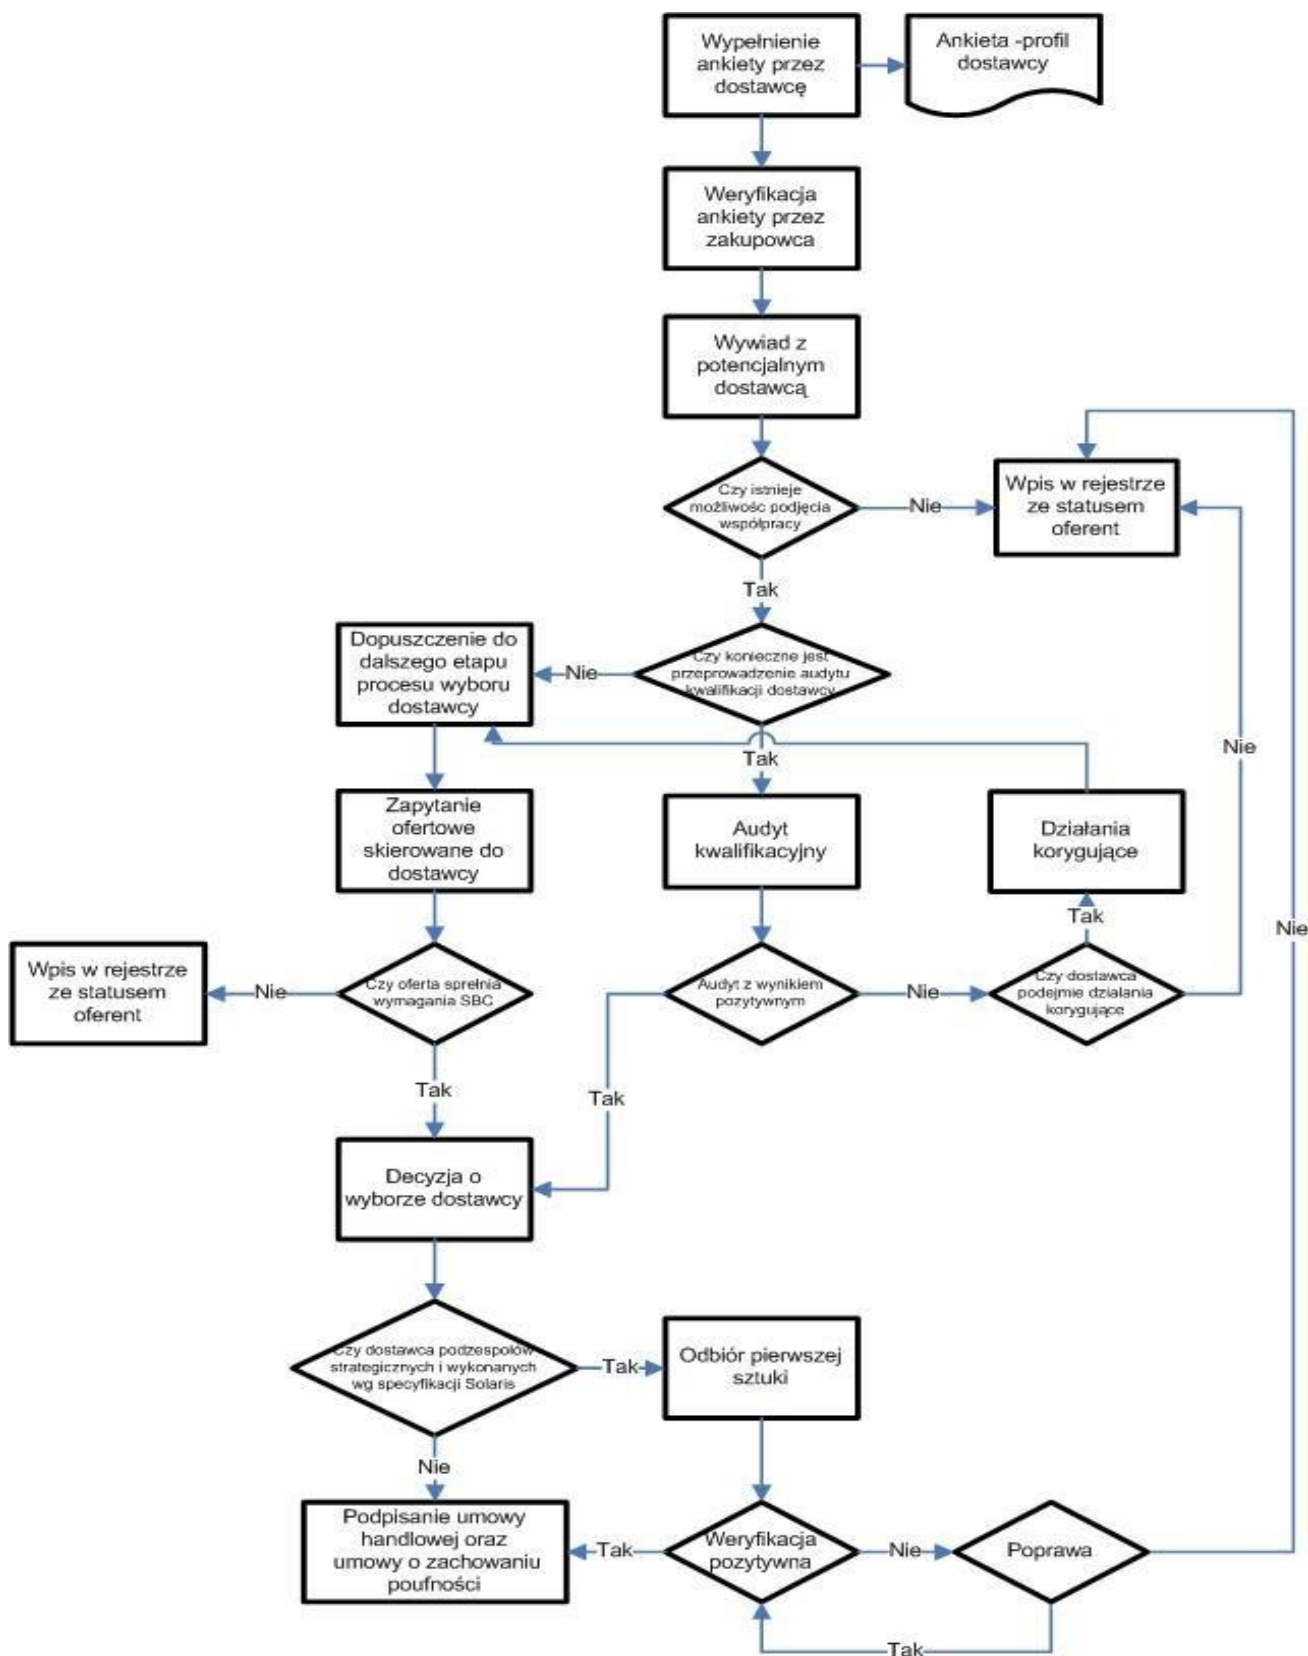 Wypełnienie
ankiety przez
dostawcę
Ankieta -profil
dostawcy
Weryfikacja
ankiety przez
zakupowca
Wywiad z
potencjalnym
dostawcą
Czy istnieje
możliwośc podjęcia
współpracy
Nie
Wpis w rejestrze
ze statusem
oferent
Tak
Dopuszczenie do
dalszego etapu
procesu wyboru
dostawcy
Nie
Czy konieczne jest
przeprowadzenie audytu
kwalifikacji dostawcy
Tak
Nie
Zapytanie
ofertowe
skierowane do
dostawcy
Audyt
kwalifikacyjny
Działania
korygujące
Tak
Nie
Wpis w rejestrze
ze statusem
oferent
Nie
Czy oferta sprełnia
wymagania SBC
Audyt z wynikiem
pozytywnym
Nie
Czy dostawca
podejmie działania
korygujące
Tak
Tak
Decyzja o
wyborze dostawcy
Czy dostawca podzespołów
strategicznych i wykonanych
wg specyfikacji Solaris
Tak
Odbiór pierwszej
sztuki
Nie
Podpisanie umowy
handlowej oraz
umowy o zachowaniu
poufności
Tak
Weryfikacja
pozytywna
Nie
Poprawa
Tak